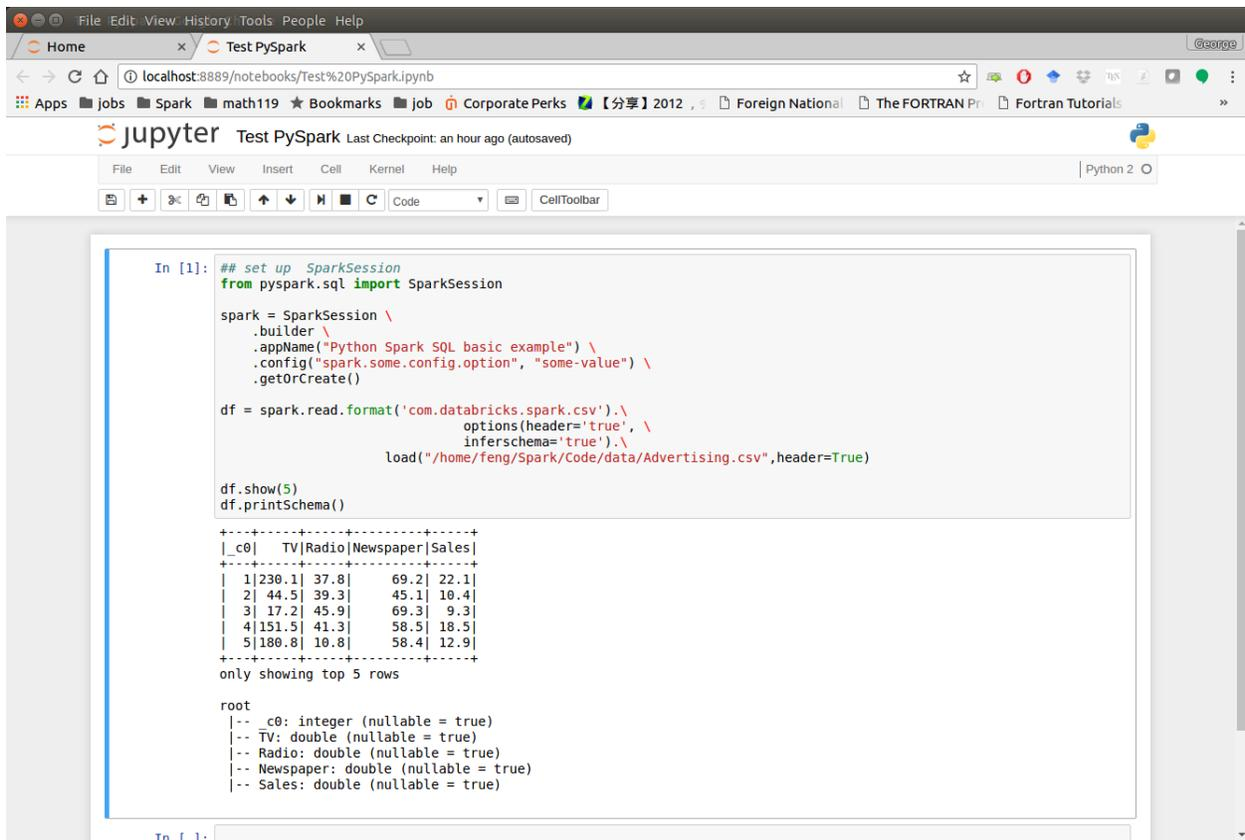 File Edit View History Tools People Help
Home × Test PySpark × George
localhost:8889/notebooks/Test%20PySpark.ipynb
Apps jobs Spark math119 Bookmarks job Corporate Perks 【分享】2012 , Foreign National The FORTRAN Pr Fortran Tutorials »
jupyter Test PySpark Last Checkpoint: an hour ago (autosaved)
File Edit View Insert Cell Kernel Help Python 2
Code CellToolbar
In [1]: ## set up  SparkSession
from pyspark.sql import SparkSession
spark = SparkSession \
    .builder \
    .appName("Python Spark SQL basic example") \
    .config("spark.some.config.option", "some-value") \
    .getOrCreate()
df = spark.read.format('com.databricks.spark.csv').\
                               options(header='true', \
                               inferschema='true').\
                     load("/home/feng/Spark/Code/data/Advertising.csv",header=True)
df.show(5)
df.printSchema()
+---+-----+-----+---------+-----+
|_c0|   TV|Radio|Newspaper|Sales|
+---+-----+-----+---------+-----+
|  1|230.1| 37.8|     69.2| 22.1|
|  2| 44.5| 39.3|     45.1| 10.4|
|  3| 17.2| 45.9|     69.3|  9.3|
|  4|151.5| 41.3|     58.5| 18.5|
|  5|180.8| 10.8|     58.4| 12.9|
+---+-----+-----+---------+-----+
only showing top 5 rows
root
 |-- _c0: integer (nullable = true)
 |-- TV: double (nullable = true)
 |-- Radio: double (nullable = true)
 |-- Newspaper: double (nullable = true)
 |-- Sales: double (nullable = true)
In [ ]: